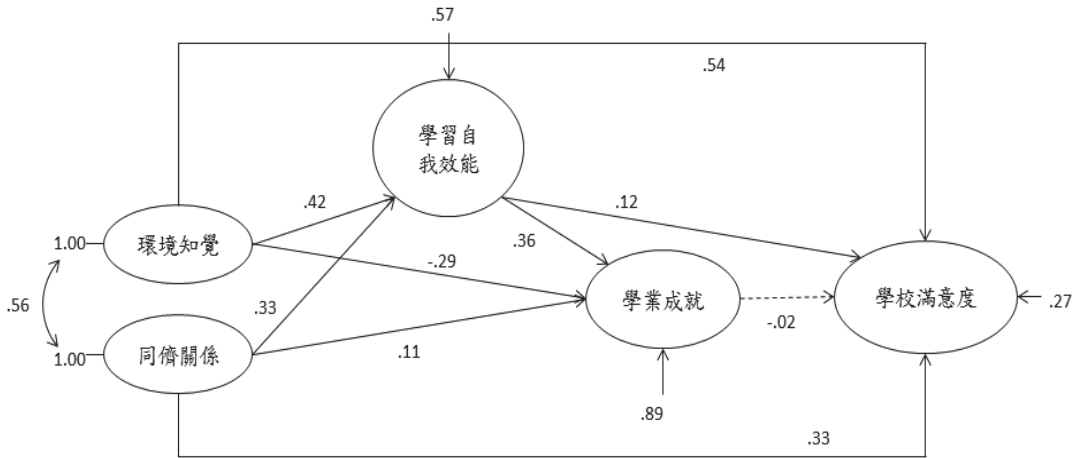 .57
.54
學習自
我效能
.42
.12
.36
1.00
環境知覺
-.29
.56
學業成就
學校滿意度
.27
-.02
.33
1.00
同儕關係
.11
.89
.33